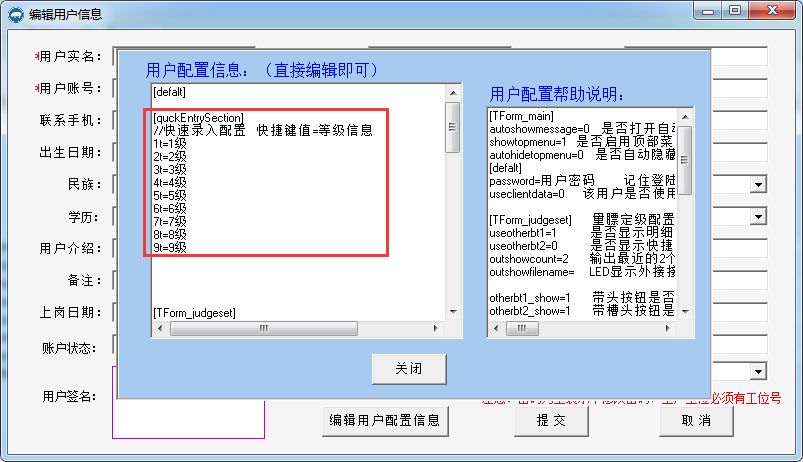 编辑用户信息
*用户实名：
*用户账号：
联系手机：
出生日期：
民族：
学历：
用户介绍：
备注：
上岗日期：
账户状态：
用户签名：
用户配置信息：（直接编辑即可）
[defalt]
[quckEntrySection]
//快速录入配置 快捷键值=等级信息
1t=1级
2t=2级
3t=3级
4t=4级
5t=5级
6t=6级
7t=7级
8t=8级
9t=9级
[TForm_judgeset]
用户配置帮助说明：
[TForm_main]
autoshowmessage=0 是否打开自动
showtopmenu=1 是否启用顶部菜
autohidetopmenu=0 是否自动隐藏
[defalt]
password=用户密码 记住登陆
useclientdata=0 该用户是否使用
[TForm_judgeset] 量膘定级配置
useotherbt1=1 是否显示明细
useotherbt2=0 是否显示快捷
outshowcount=2 输出最近的2个
outshowfilename= LED显示外接接
otherbt1_show=1 带头按钮是否
otherbt2_show=1 带槽头按钮是
关闭
必须有工位号
编辑用户配置信息
提 交
取 消